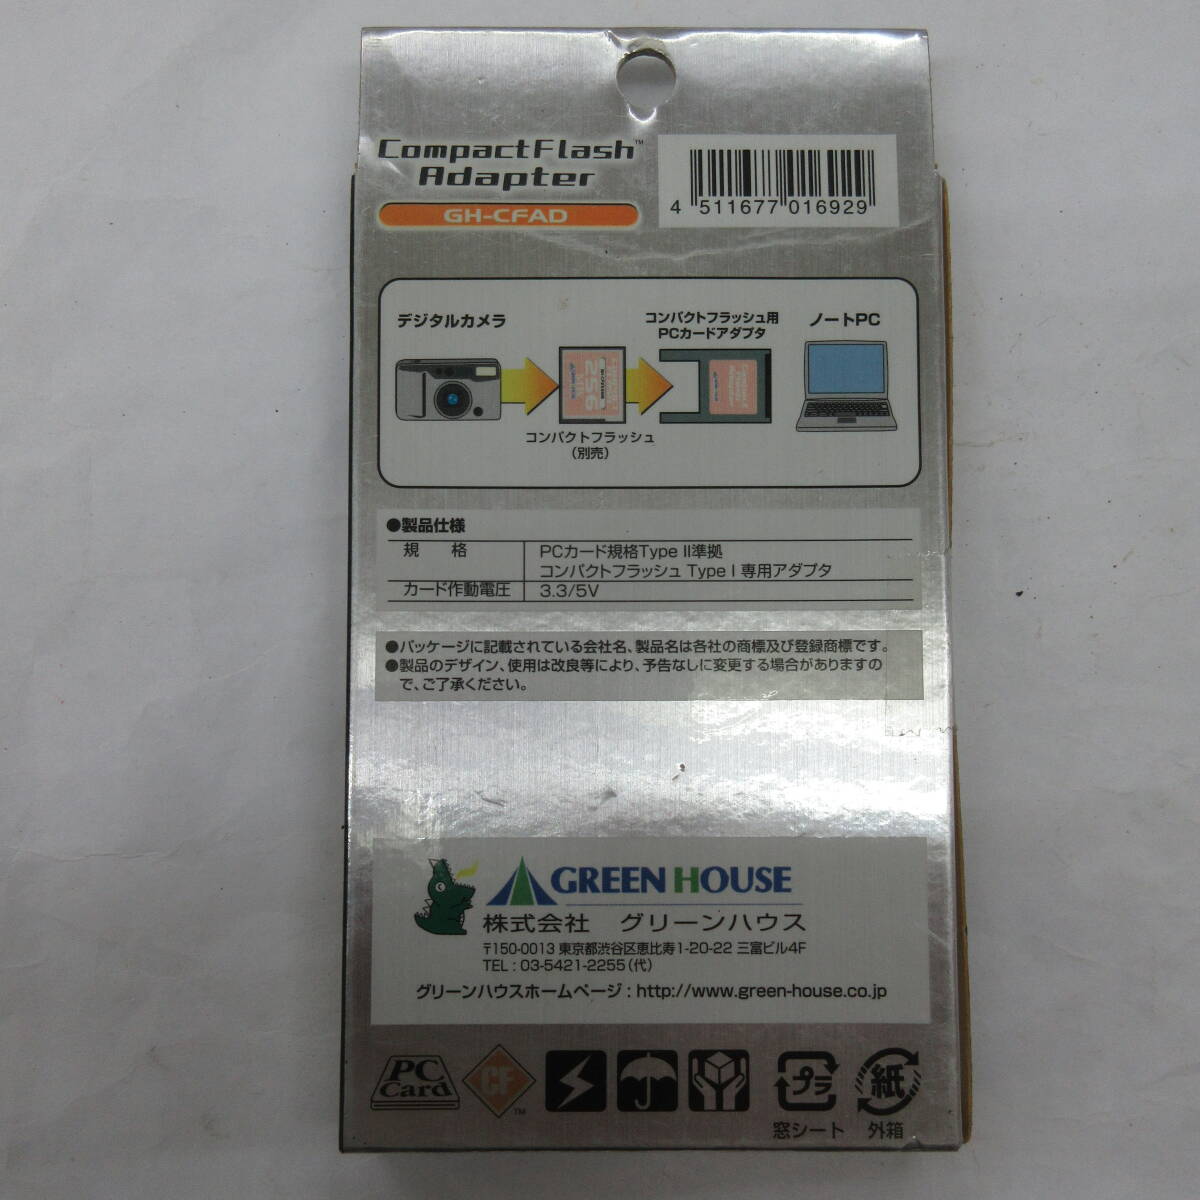 CompactFlash™
Adapter
GH-CFAD
4 511677 016929
デジタルカメラ
コンパクトフラッシュ用
PCカードアダプタ
ノートPC
256
コンパクトフラッシュ
(別売)
●製品仕様
規 格 PCカード規格Type II準拠
コンパクトフラッシュ Type I 専用アダプタ
カード作動電圧 3.3/5V
●パッケージに記載されている会社名、製品名は各社の商標及び登録商標です。
●製品のデザイン、使用は改良等により、予告なしに変更する場合がありますの
で、ご了承ください。
GREEN HOUSE
株式会社 グリーンハウス
〒150-0013 東京都渋谷区恵比寿1-20-22 三富ビル4F
TEL : 03-5421-2255(代)
グリーンハウスホームページ : http://www.green-house.co.jp
PC
Card
CF™
プラ
紙
窓シート
外箱